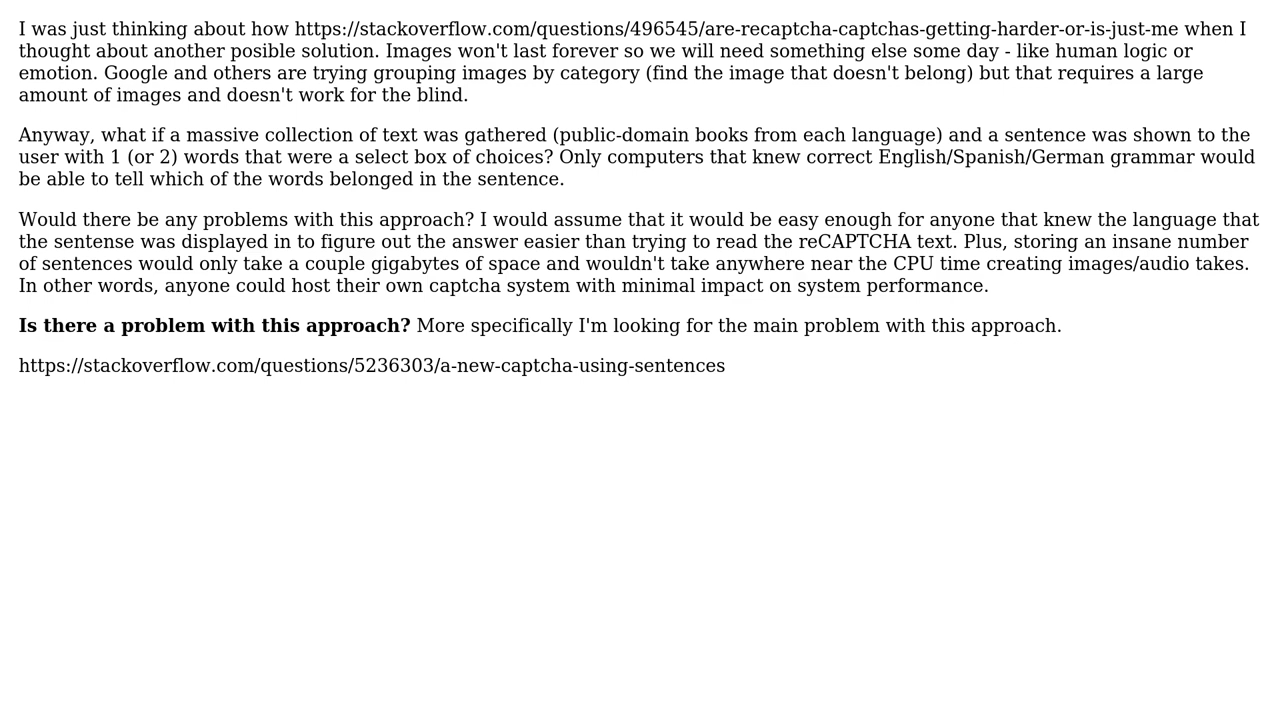 I was just thinking about how https://stackoverflow.com/questions/496545/are-recaptcha-captchas-getting-harder-or-is-just-me when I
thought about another posible solution. Images won't last forever so we will need something else some day - like human logic or
emotion. Google and others are trying grouping images by category (find the image that doesn't belong) but that requires a large
amount of images and doesn't work for the blind.
Anyway, what if a massive collection of text was gathered (public-domain books from each language) and a sentence was shown to the
user with 1 (or 2) words that were a select box of choices? Only computers that knew correct English/Spanish/German grammar would
be able to tell which of the words belonged in the sentence.
Would there be any problems with this approach? I would assume that it would be easy enough for anyone that knew the language that
the sentense was displayed in to figure out the answer easier than trying to read the reCAPTCHA text. Plus, storing an insane number
of sentences would only take a couple gigabytes of space and wouldn't take anywhere near the CPU time creating images/audio takes.
In other words, anyone could host their own captcha system with minimal impact on system performance.
Is there a problem with this approach? More specifically I'm looking for the main problem with this approach.
https://stackoverflow.com/questions/5236303/a-new-captcha-using-sentences